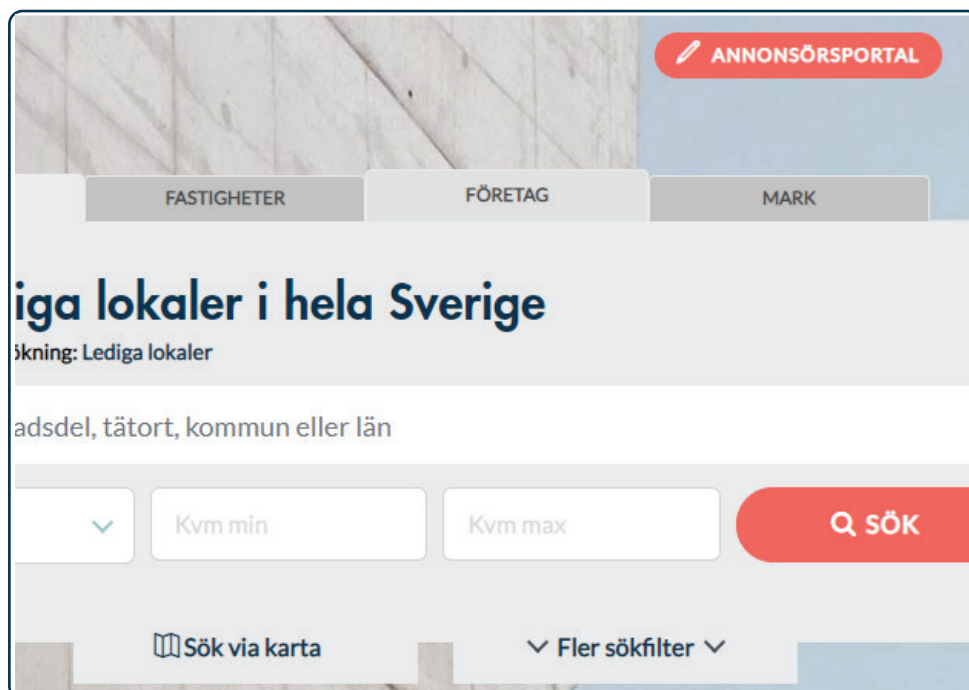 ANNONSÖRSPORTAL
FASTIGHETER FÖRETAG MARK
iga lokaler i hela Sverige
ökning: Lediga lokaler
adsdel, tätort, kommun eller län
Kvm min Kvm max SÖK
Sök via karta Fler sökfilter